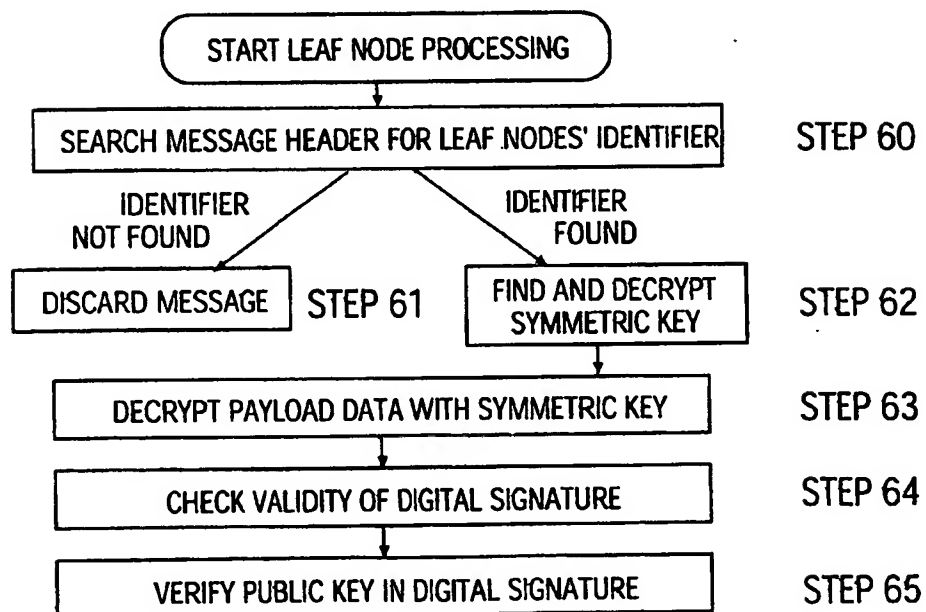 START LEAF NODE PROCESSING
SEARCH MESSAGE HEADER FOR LEAF NODES' IDENTIFIER
STEP 60
IDENTIFIER
NOT FOUND
IDENTIFIER
FOUND
DISCARD MESSAGE
STEP 61
FIND AND DECRYPT
SYMMETRIC KEY
STEP 62
DECRYPT PAYLOAD DATA WITH SYMMETRIC KEY
STEP 63
CHECK VALIDITY OF DIGITAL SIGNATURE
STEP 64
VERIFY PUBLIC KEY IN DIGITAL SIGNATURE
STEP 65